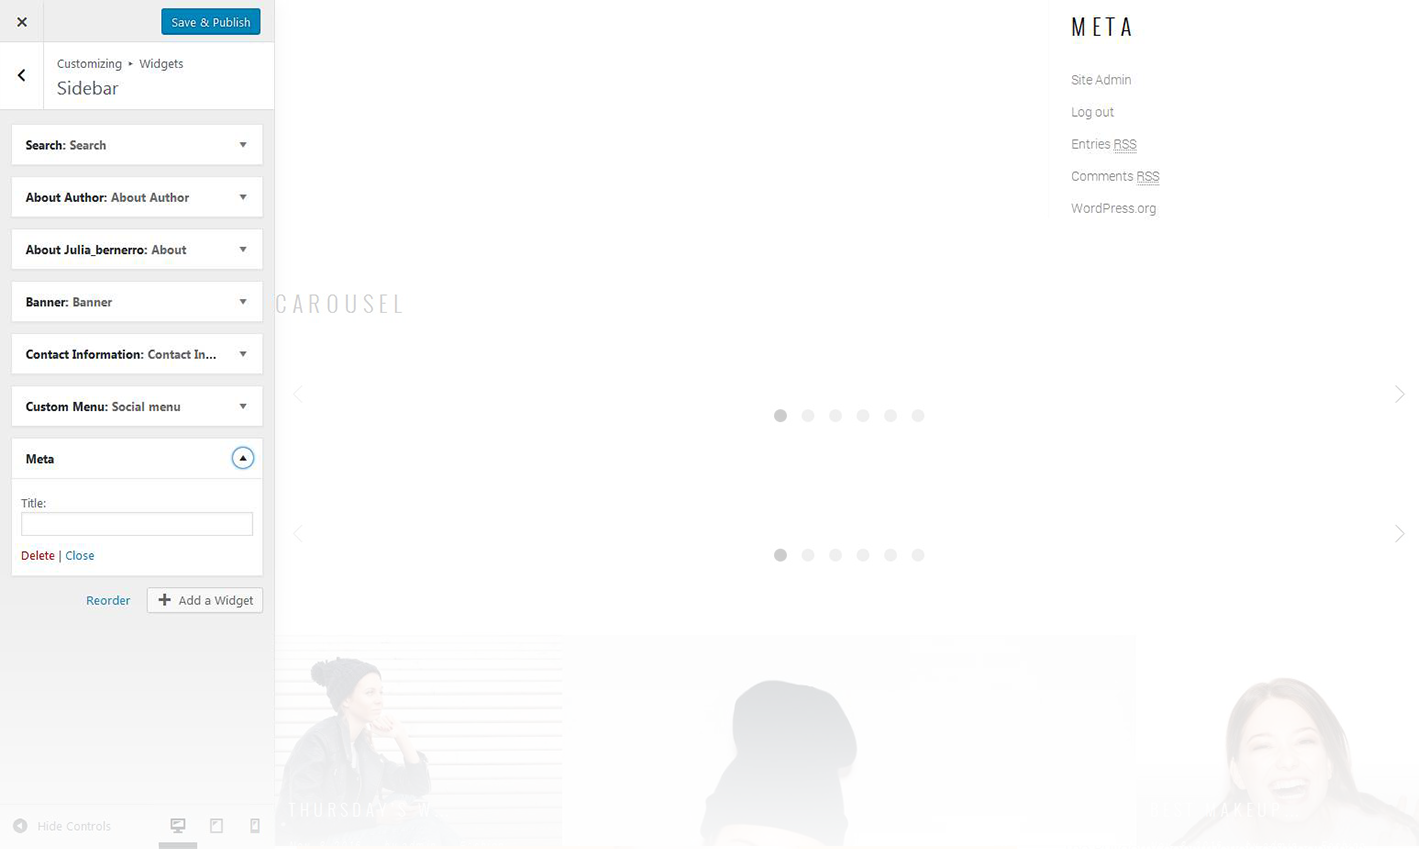 Save & Publish
Customizing ▸ Widgets
Sidebar
Search: Search
About Author: About Author
About Julia_bernerro: About
Banner: Banner
Contact Information: Contact In...
Custom Menu: Social menu
Meta
Title:
Delete | Close
Reorder
Add a Widget
Hide Controls
META
Site Admin
Log out
Entries RSS
Comments RSS
WordPress.org
CAROUSEL
THURSDAY'S
MAKEUP